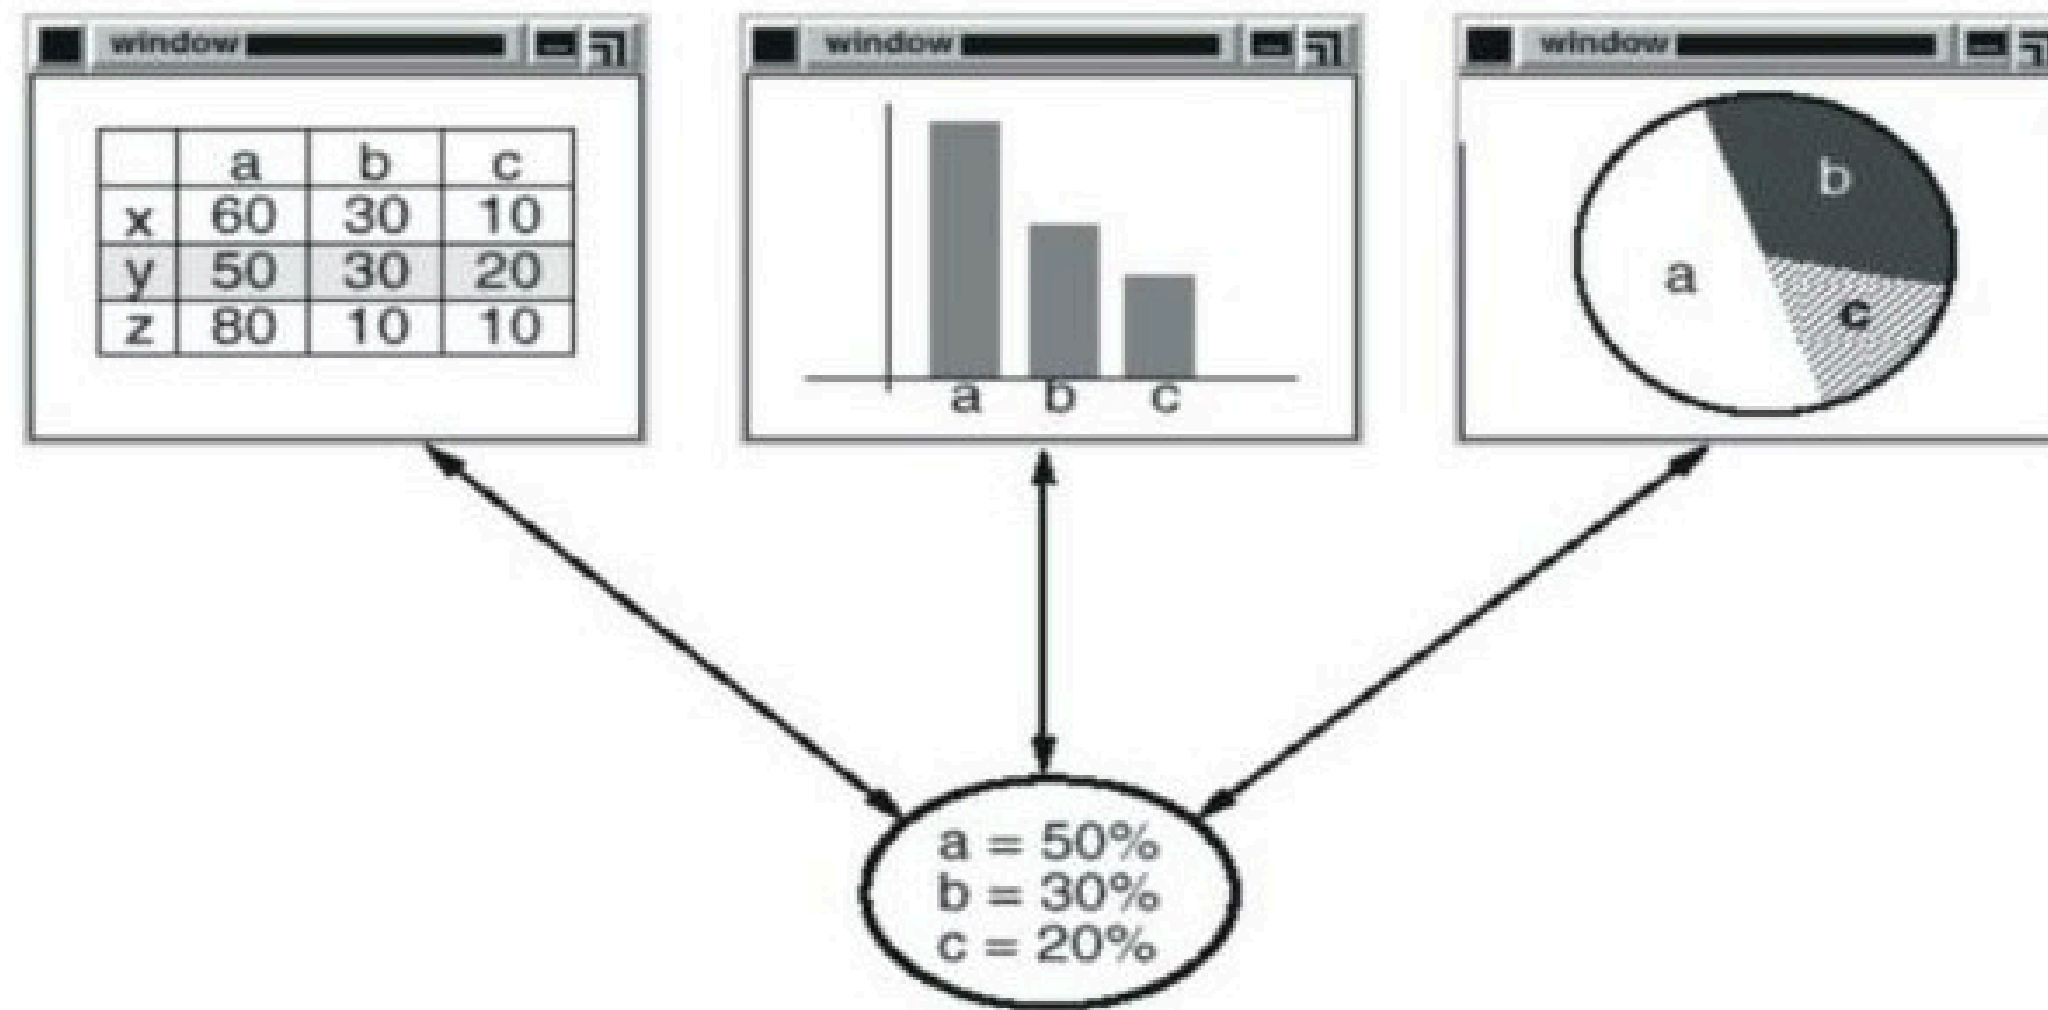 window
a b c
x 60 30 10
y 50 30 20
z 80 10 10
window
a b c
window
b
a
c
a = 50%
b = 30%
c = 20%